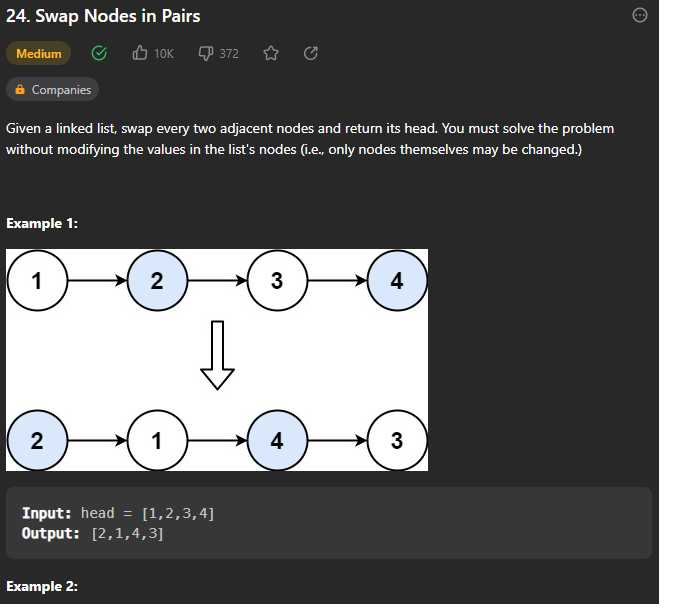 24. Swap Nodes in Pairs
Medium 10K 372
Companies
Given a linked list, swap every two adjacent nodes and return its head. You must solve the problem
without modifying the values in the list's nodes (i.e., only nodes themselves may be changed.)
Example 1:
1 2 3 4
2 1 4 3
Input: head = [1,2,3,4]
Output: [2,1,4,3]
Example 2: